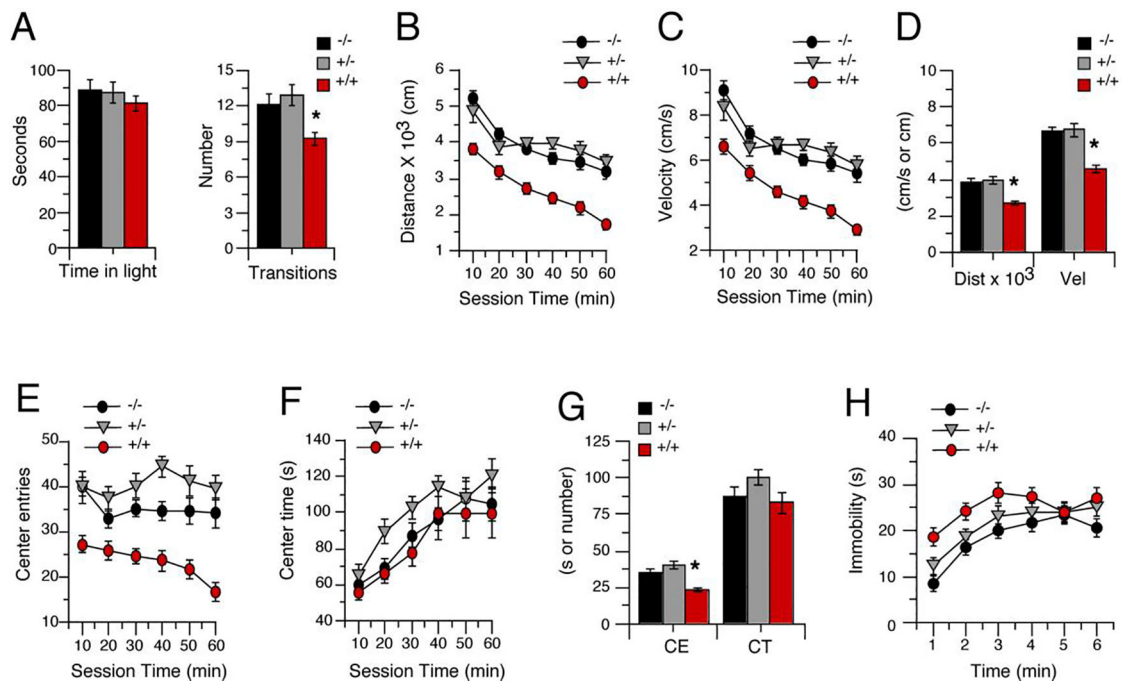 A
-/-
+/-
+/+
100
80
60
40
20
0
Seconds
Time in light
15
12
9
6
3
0
Number
*
Transitions
B
-/-
+/-
+/+
6
5
4
3
2
1
Distance X 10³ (cm)
10 20 30 40 50 60
Session Time (min)
C
-/-
+/-
+/+
10
8
6
4
2
Velocity (cm/s)
10 20 30 40 50 60
Session Time (min)
D
-/-
+/-
+/+
10
8
6
4
2
0
(cm/s or cm)
*
*
Dist x 10³ Vel
E
-/-
+/-
+/+
50
40
30
20
10
Center entries
10 20 30 40 50 60
Session Time (min)
F
-/-
+/-
+/+
140
120
100
80
60
40
Center time (s)
10 20 30 40 50 60
Session Time (min)
G
-/-
+/-
+/+
125
100
75
50
25
0
(s or number)
*
CE CT
H
-/-
+/-
+/+
40
30
20
10
0
Immobility (s)
1 2 3 4 5 6
Time (min)